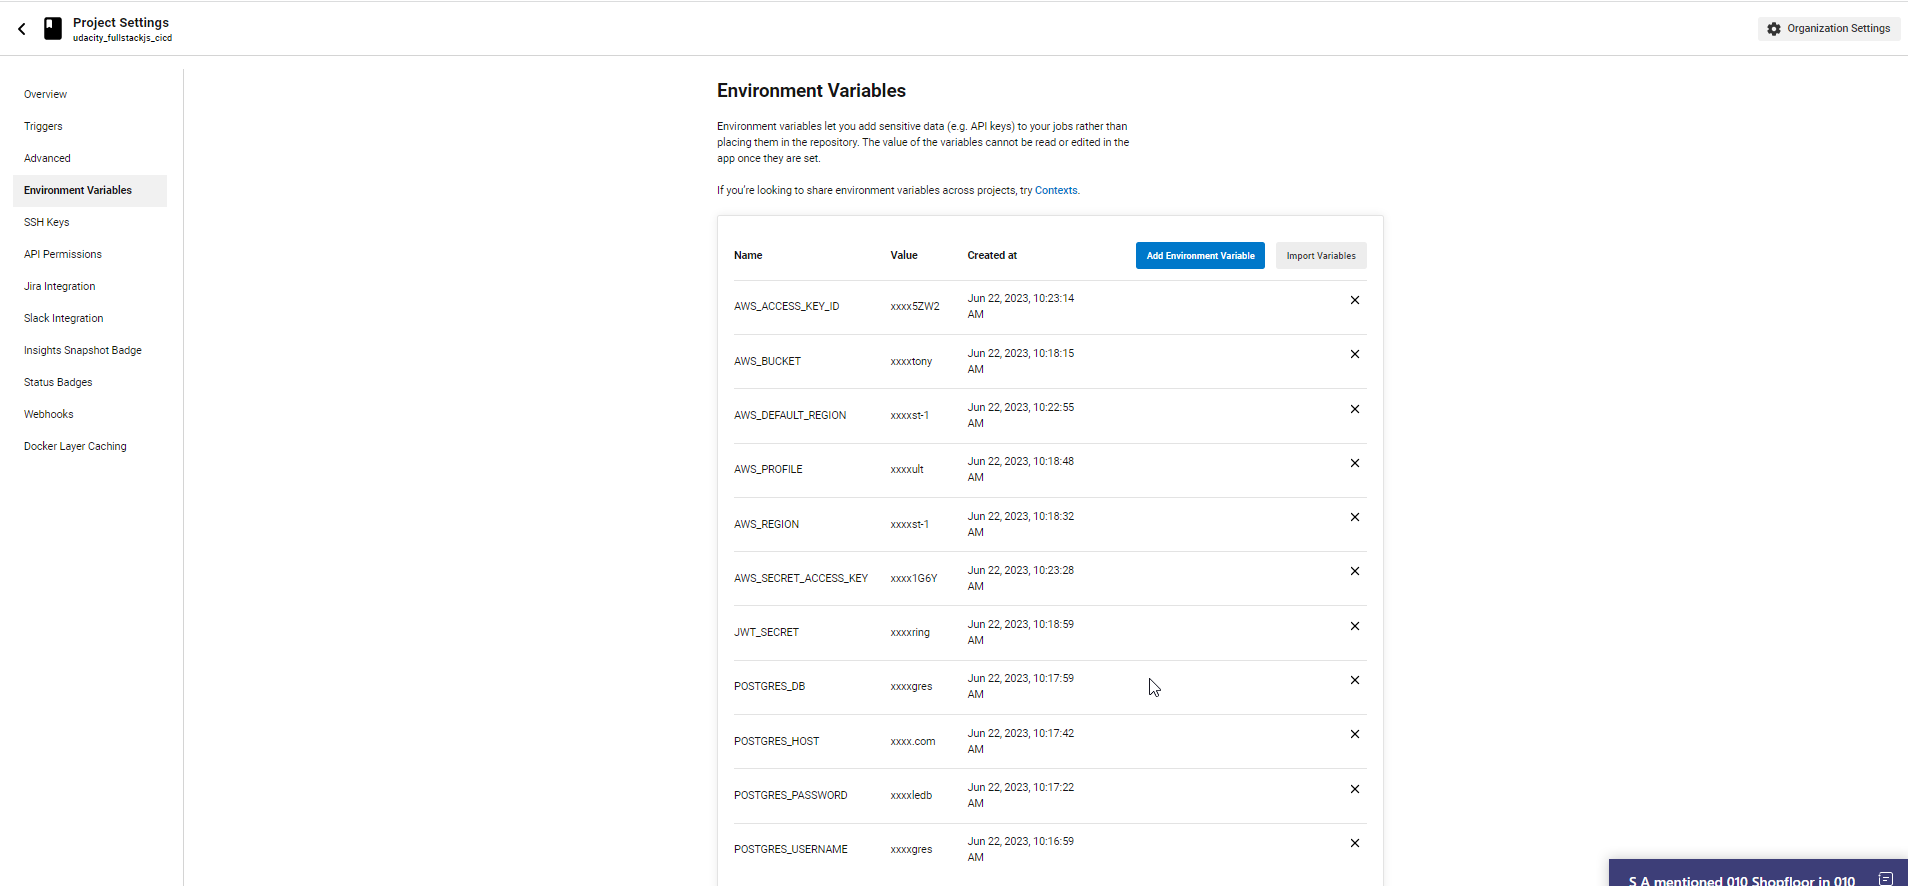 Project Settings
udacity_fullstackjs_cicd
Organization Settings
Overview
Triggers
Advanced
Environment Variables
SSH Keys
API Permissions
Jira Integration
Slack Integration
Insights Snapshot Badge
Status Badges
Webhooks
Docker Layer Caching
Environment Variables
Environment variables let you add sensitive data (e.g. API keys) to your jobs rather than
placing them in the repository. The value of the variables cannot be read or edited in the
app once they are set.
If you're looking to share environment variables across projects, try Contexts.
Name Value Created at Add Environment Variable Import Variables
AWS_ACCESS_KEY_ID xxxx5ZW2 Jun 22, 2023, 10:23:14
AM
AWS_BUCKET xxxxtony Jun 22, 2023, 10:18:15
AM
AWS_DEFAULT_REGION xxxxst-1 Jun 22, 2023, 10:22:55
AM
AWS_PROFILE xxxxult Jun 22, 2023, 10:18:48
AM
AWS_REGION xxxxst-1 Jun 22, 2023, 10:18:32
AM
AWS_SECRET_ACCESS_KEY xxxx1G6Y Jun 22, 2023, 10:23:28
AM
JWT_SECRET xxxxring Jun 22, 2023, 10:18:59
AM
POSTGRES_DB xxxxgres Jun 22, 2023, 10:17:59
AM
POSTGRES_HOST xxxx.com Jun 22, 2023, 10:17:42
AM
POSTGRES_PASSWORD xxxxledb Jun 22, 2023, 10:17:22
AM
POSTGRES_USERNAME xxxxgres Jun 22, 2023, 10:16:59
AM
S A mentioned 010 Shopfloor in 010